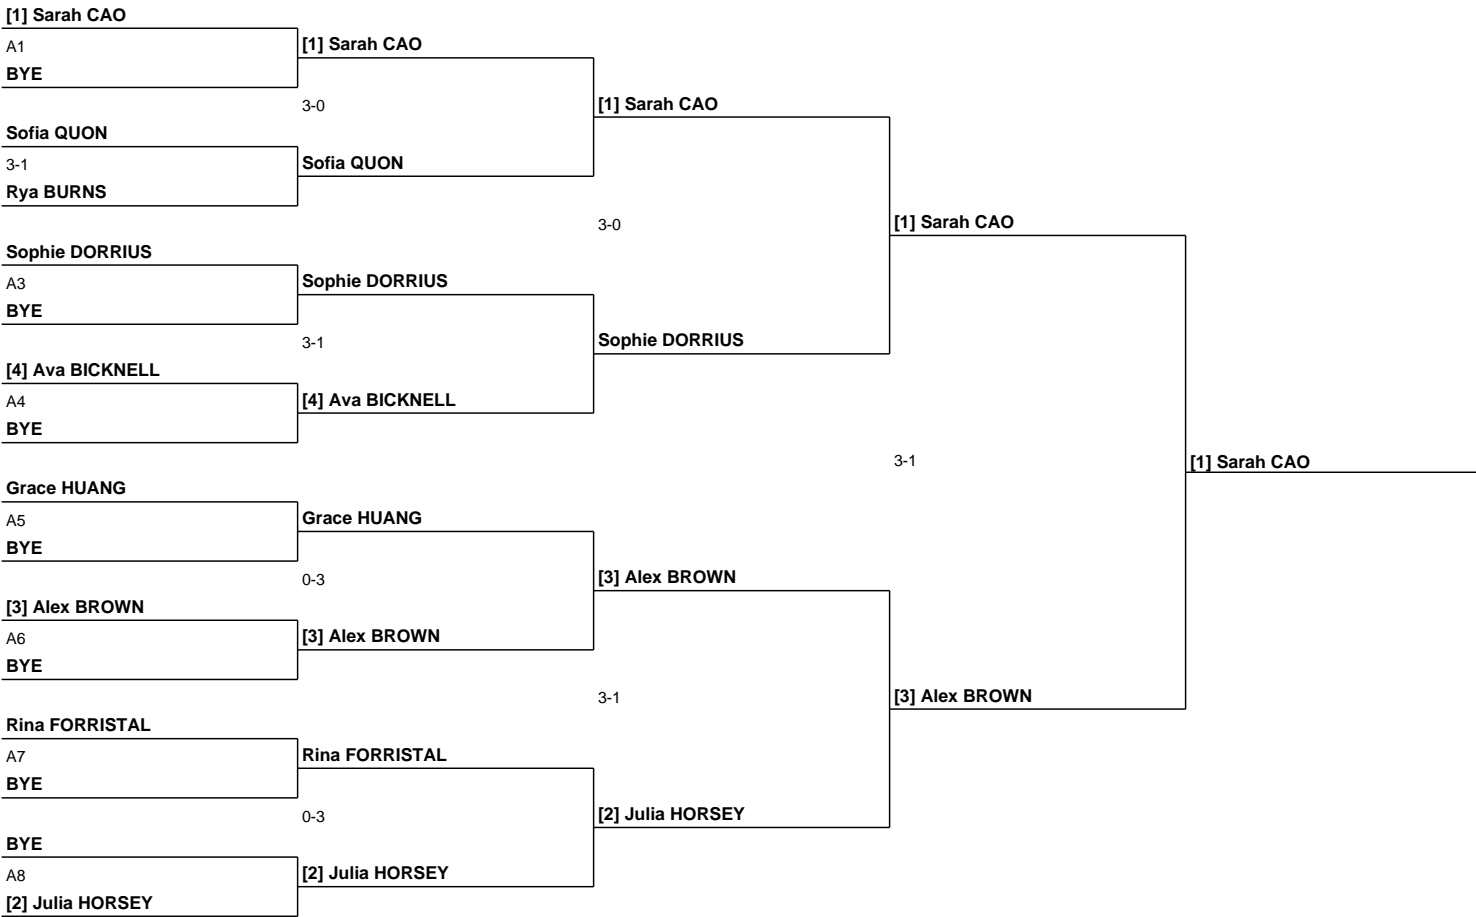 [1] Sarah CAO
A1
BYE
Sofia QUON
3-1
Rya BURNS
Sophie DORRIUS
A3
BYE
[4] Ava BICKNELL
A4
BYE
Grace HUANG
A5
BYE
[3] Alex BROWN
A6
BYE
Rina FORRISTAL
A7
BYE
BYE
A8
[2] Julia HORSEY
[1] Sarah CAO
3-0
Sofia QUON
Sophie DORRIUS
3-1
[4] Ava BICKNELL
Grace HUANG
0-3
[3] Alex BROWN
Rina FORRISTAL
0-3
[2] Julia HORSEY
[1] Sarah CAO
3-0
Sophie DORRIUS
[3] Alex BROWN
3-1
[2] Julia HORSEY
[1] Sarah CAO
3-1
[3] Alex BROWN
[1] Sarah CAO